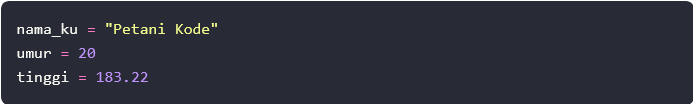 nama_ku = "Petani Kode"
umur = 20
tinggi = 183.22